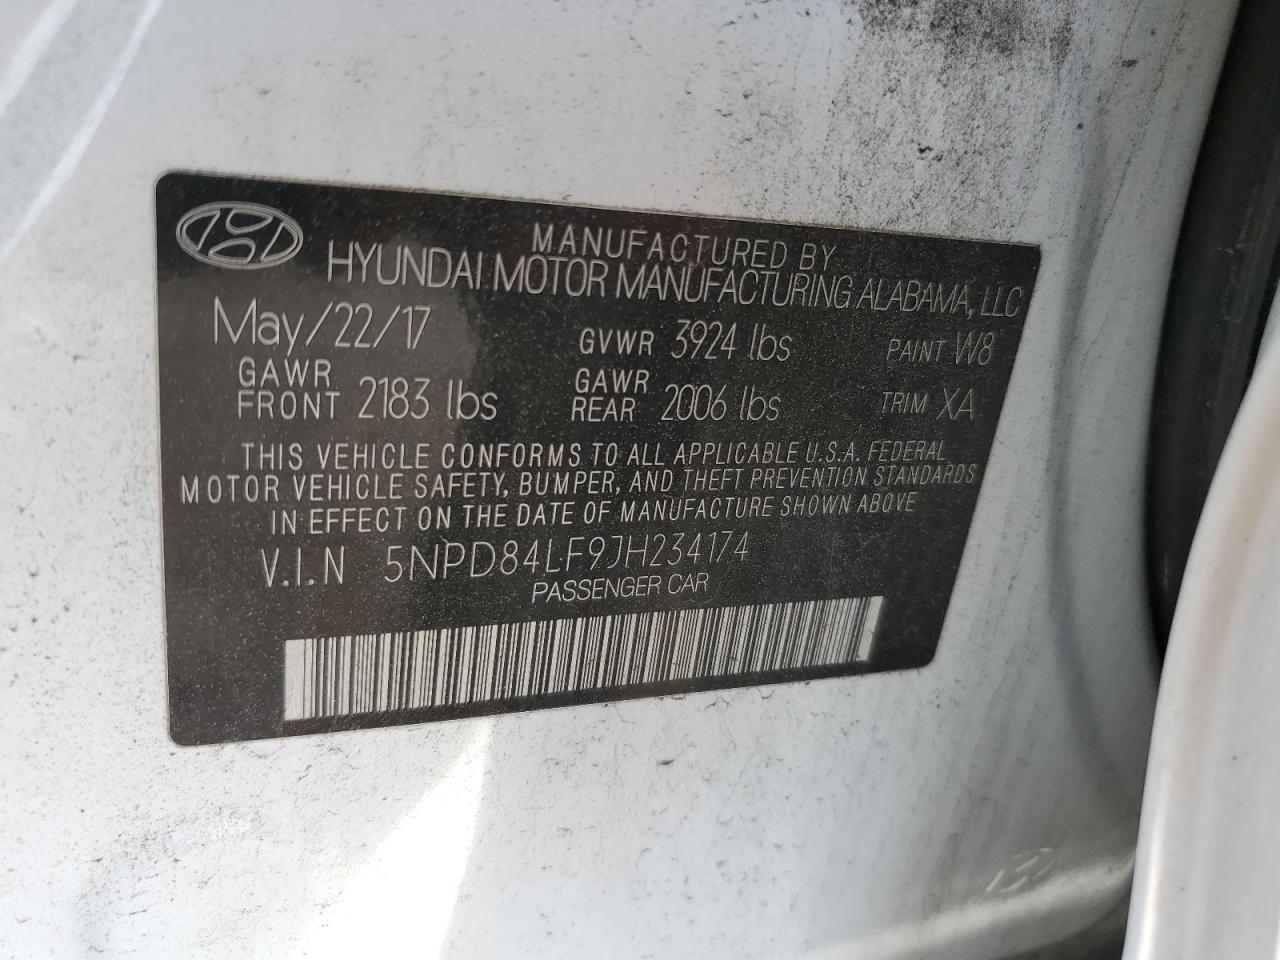 MANUFACTURED BY
HYUNDAI MOTOR MANUFACTURING ALABAMA, LLC
May/22/17 GVWR 3924 lbs PAINT W8
GAWR FRONT 2183 lbs GAWR REAR 2006 lbs TRIM XA
THIS VEHICLE CONFORMS TO ALL APPLICABLE U.S.A. FEDERAL
MOTOR VEHICLE SAFETY, BUMPER, AND THEFT PREVENTION STANDARDS
IN EFFECT ON THE DATE OF MANUFACTURE SHOWN ABOVE
V.I.N 5NPD84LF9JH234174
PASSENGER CAR